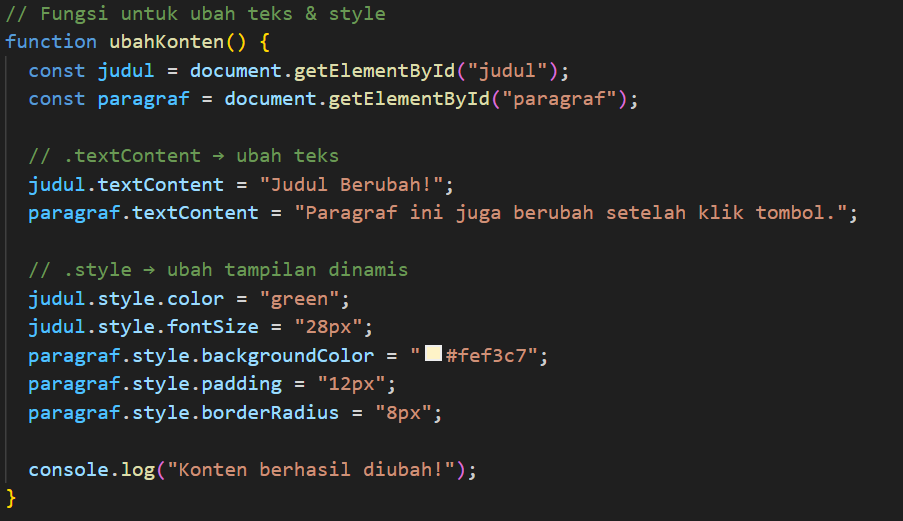 // Fungsi untuk ubah teks & style
function ubahKonten() {
  const judul = document.getElementById("judul");
  const paragraf = document.getElementById("paragraf");

  // .textContent → ubah teks
  judul.textContent = "Judul Berubah!";
  paragraf.textContent = "Paragraf ini juga berubah setelah klik tombol.";

  // .style → ubah tampilan dinamis
  judul.style.color = "green";
  judul.style.fontSize = "28px";
  paragraf.style.backgroundColor = "#fef3c7";
  paragraf.style.padding = "12px";
  paragraf.style.borderRadius = "8px";

  console.log("Konten berhasil diubah!");
}